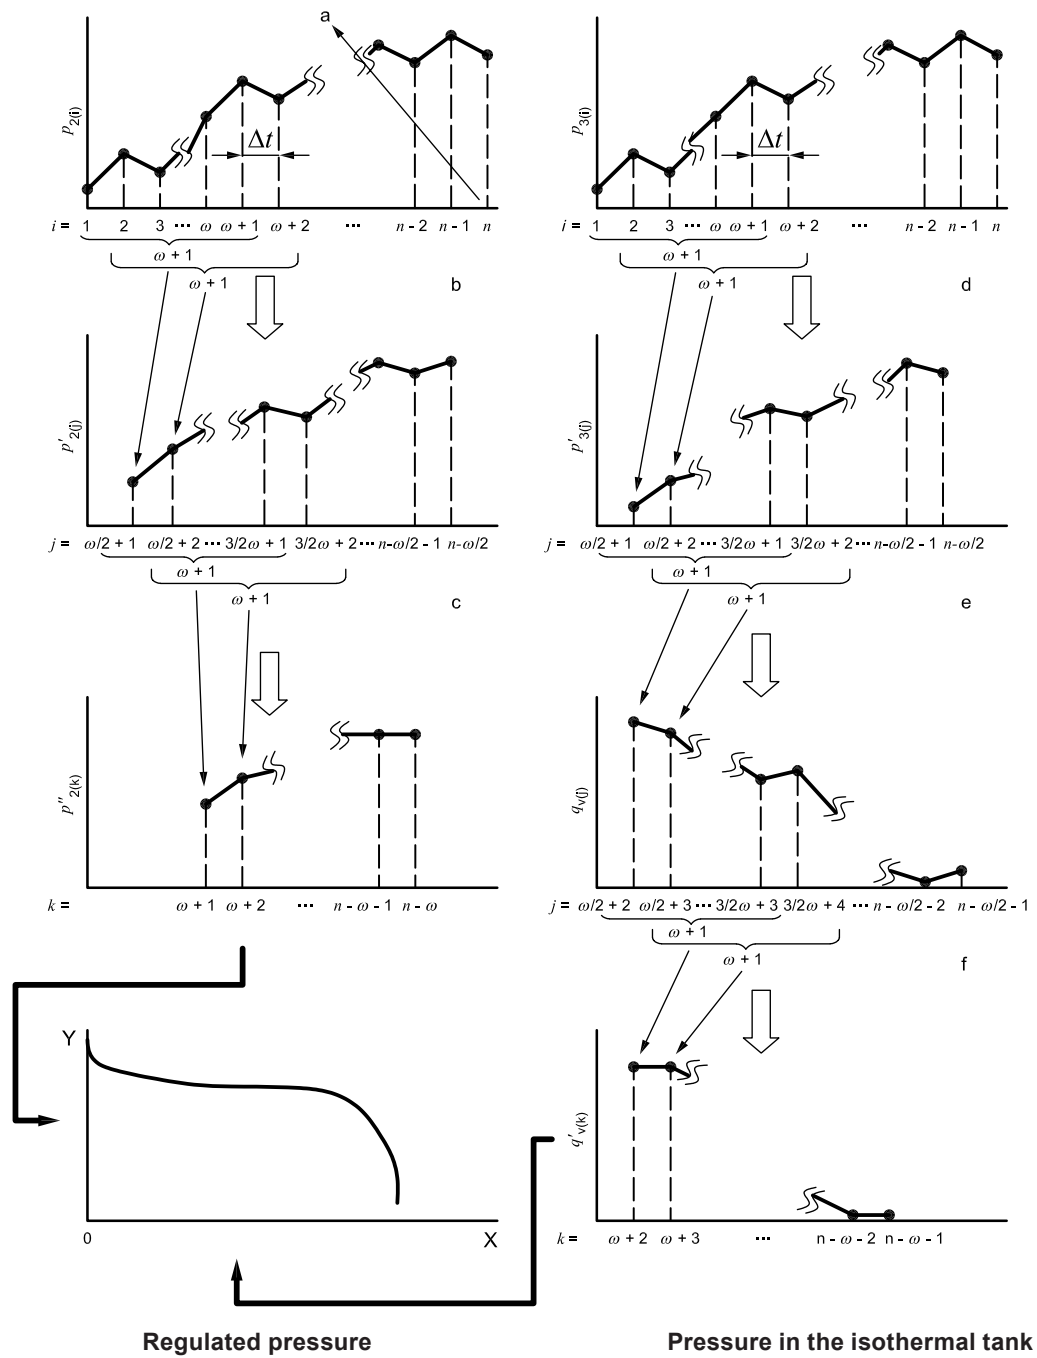 a
p2(i)
Δt
i = 1 2 3 ··· ω ω + 1 ω + 2 ··· n - 2 n - 1 n
ω + 1
ω + 1
b
p3(i)
Δt
i = 1 2 3 ··· ω ω + 1 ω + 2 ··· n - 2 n - 1 n
ω + 1
ω + 1
d
p′2(j)
j = ω/2 + 1 ω/2 + 2 ··· 3/2ω + 1 3/2ω + 2 ··· n-ω/2 - 1 n-ω/2
ω + 1
ω + 1
c
p′3(j)
j = ω/2 + 1 ω/2 + 2 ··· 3/2ω + 1 3/2ω + 2 ··· n-ω/2 - 1 n-ω/2
ω + 1
ω + 1
e
p″2(k)
k = ω + 1 ω + 2 ··· n - ω - 1 n - ω
qv(j)
j = ω/2 + 2 ω/2 + 3 ··· 3/2ω + 3 3/2ω + 4 ··· n - ω/2 - 2 n - ω/2 - 1
ω + 1
ω + 1
f
Y
0
X
q′v(k)
k = ω + 2 ω + 3 ··· n - ω - 2 n - ω - 1
Regulated pressure
Pressure in the isothermal tank